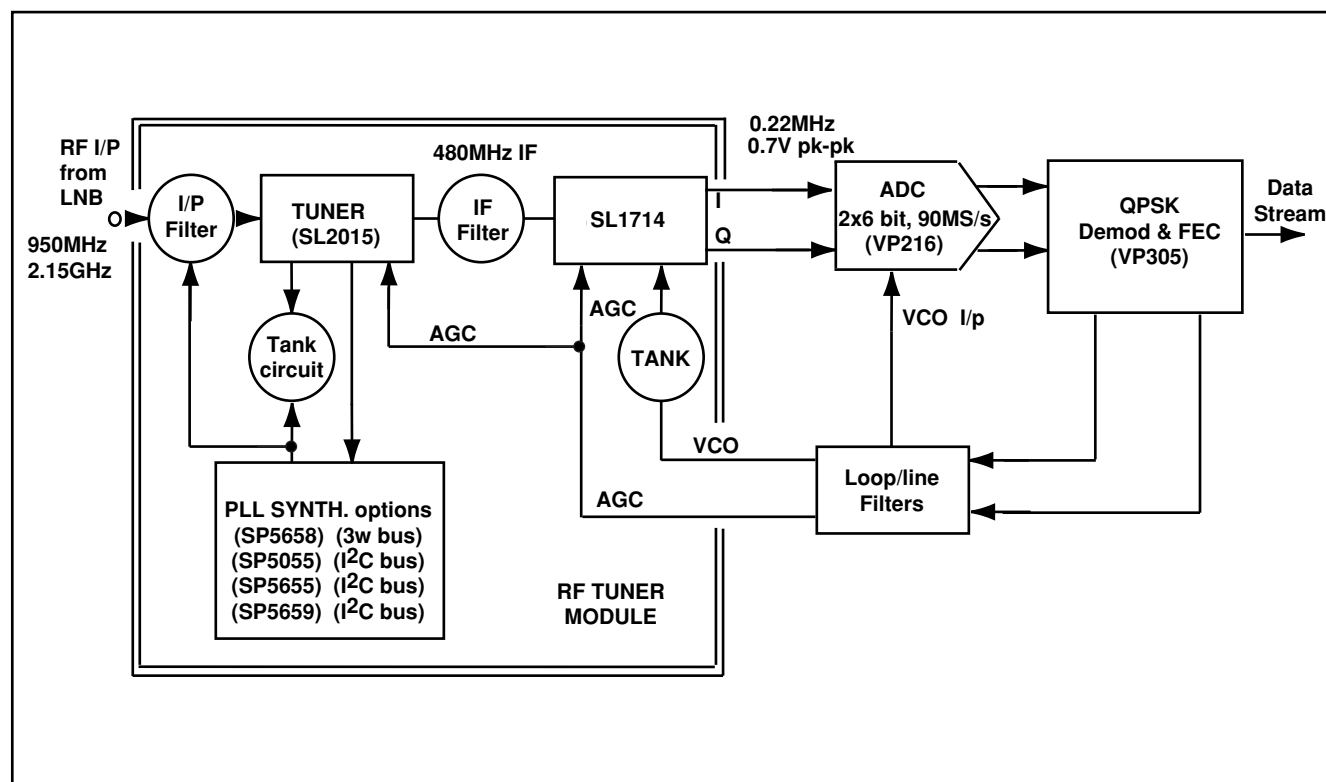 RF I/P
from
LNB
950MHz
2.15GHz
I/P
Filter
TUNER
(SL2015)
480MHz IF
IF
Filter
SL1714
I
Q
0.22MHz
0.7V pk-pk
ADC
2x6 bit, 90MS/s
(VP216)
QPSK
Demod & FEC
(VP305)
Data
Stream
Tank
circuit
AGC
AGC
TANK
VCO I/p
VCO
AGC
Loop/line
Filters
PLL SYNTH. options
(SP5658) (3w bus)
(SP5055) (I²C bus)
(SP5655) (I²C bus)
(SP5659) (I²C bus)
RF TUNER
MODULE